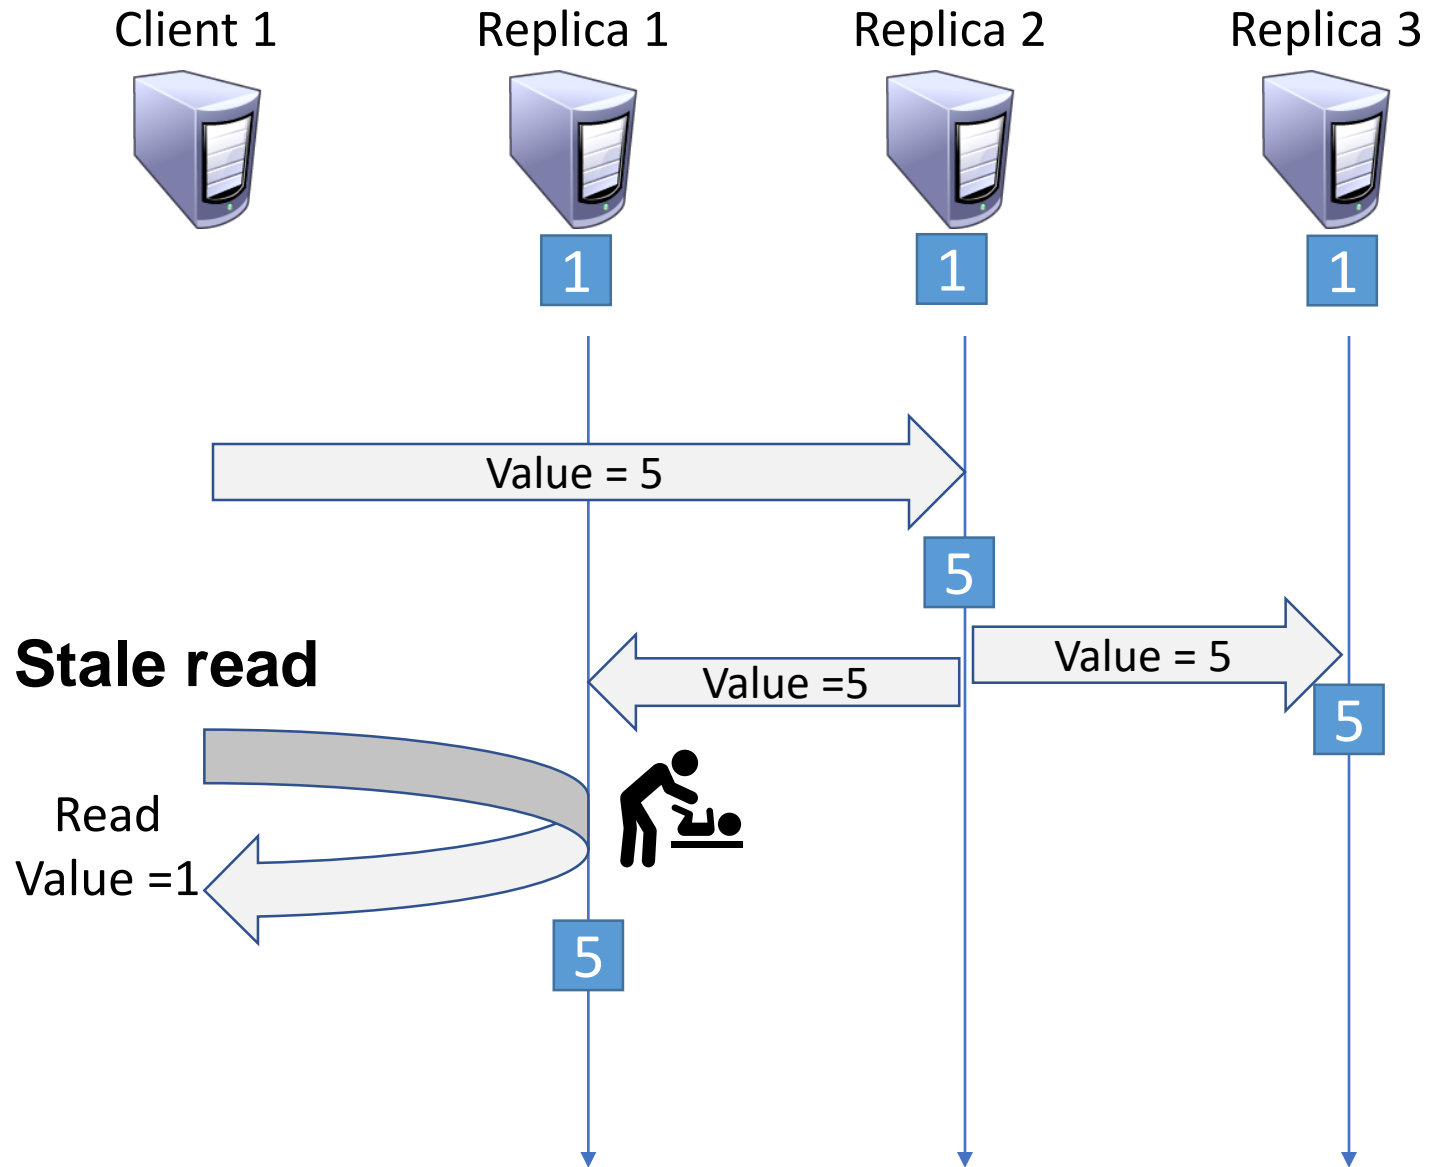 Client 1
Replica 1
Replica 2
Replica 3
1
1
1
Value = 5
5
Value = 5
Stale read
Value =5
5
Read
Value =1
5